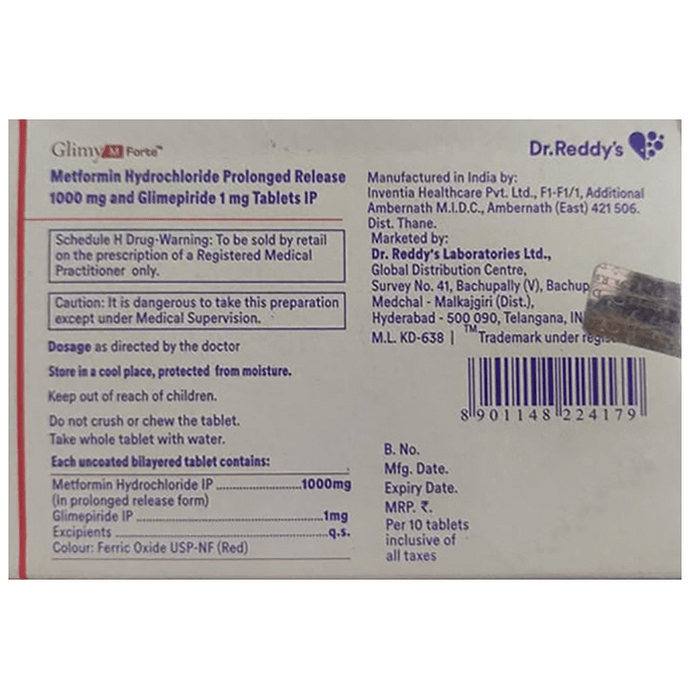 Glimy M Forte™
Metformin Hydrochloride Prolonged Release
1000 mg and Glimepiride 1 mg Tablets IP
Schedule H Drug-Warning: To be sold by retail
on the prescription of a Registered Medical
Practitioner only.
Caution: It is dangerous to take this preparation
except under Medical Supervision.
Dosage as directed by the doctor
Store in a cool place, protected from moisture.
Keep out of reach of children.
Do not crush or chew the tablet.
Take whole tablet with water.
Each uncoated bilayered tablet contains:
Metformin Hydrochloride IP ..................1000mg
(In prolonged release form)
Glimepiride IP ........................................1mg
Excipients ..............................................q.s.
Colour: Ferric Oxide USP-NF (Red)
Dr.Reddy's
Manufactured in India by:
Inventia Healthcare Pvt. Ltd., F1-F1/1, Additional
Ambernath M.I.D.C., Ambernath (East) 421 506.
Dist. Thane.
Marketed by:
Dr. Reddy's Laboratories Ltd.,
Global Distribution Centre,
Survey No. 41, Bachupally (V), Bachup
Medchal - Malkajgiri (Dist.),
Hyderabad - 500 090, Telangana, IN
M.L. KD-638 | ™Trademark under regis
8 901148 224179
B. No.
Mfg. Date.
Expiry Date.
MRP. ₹.
Per 10 tablets
inclusive of
all taxes